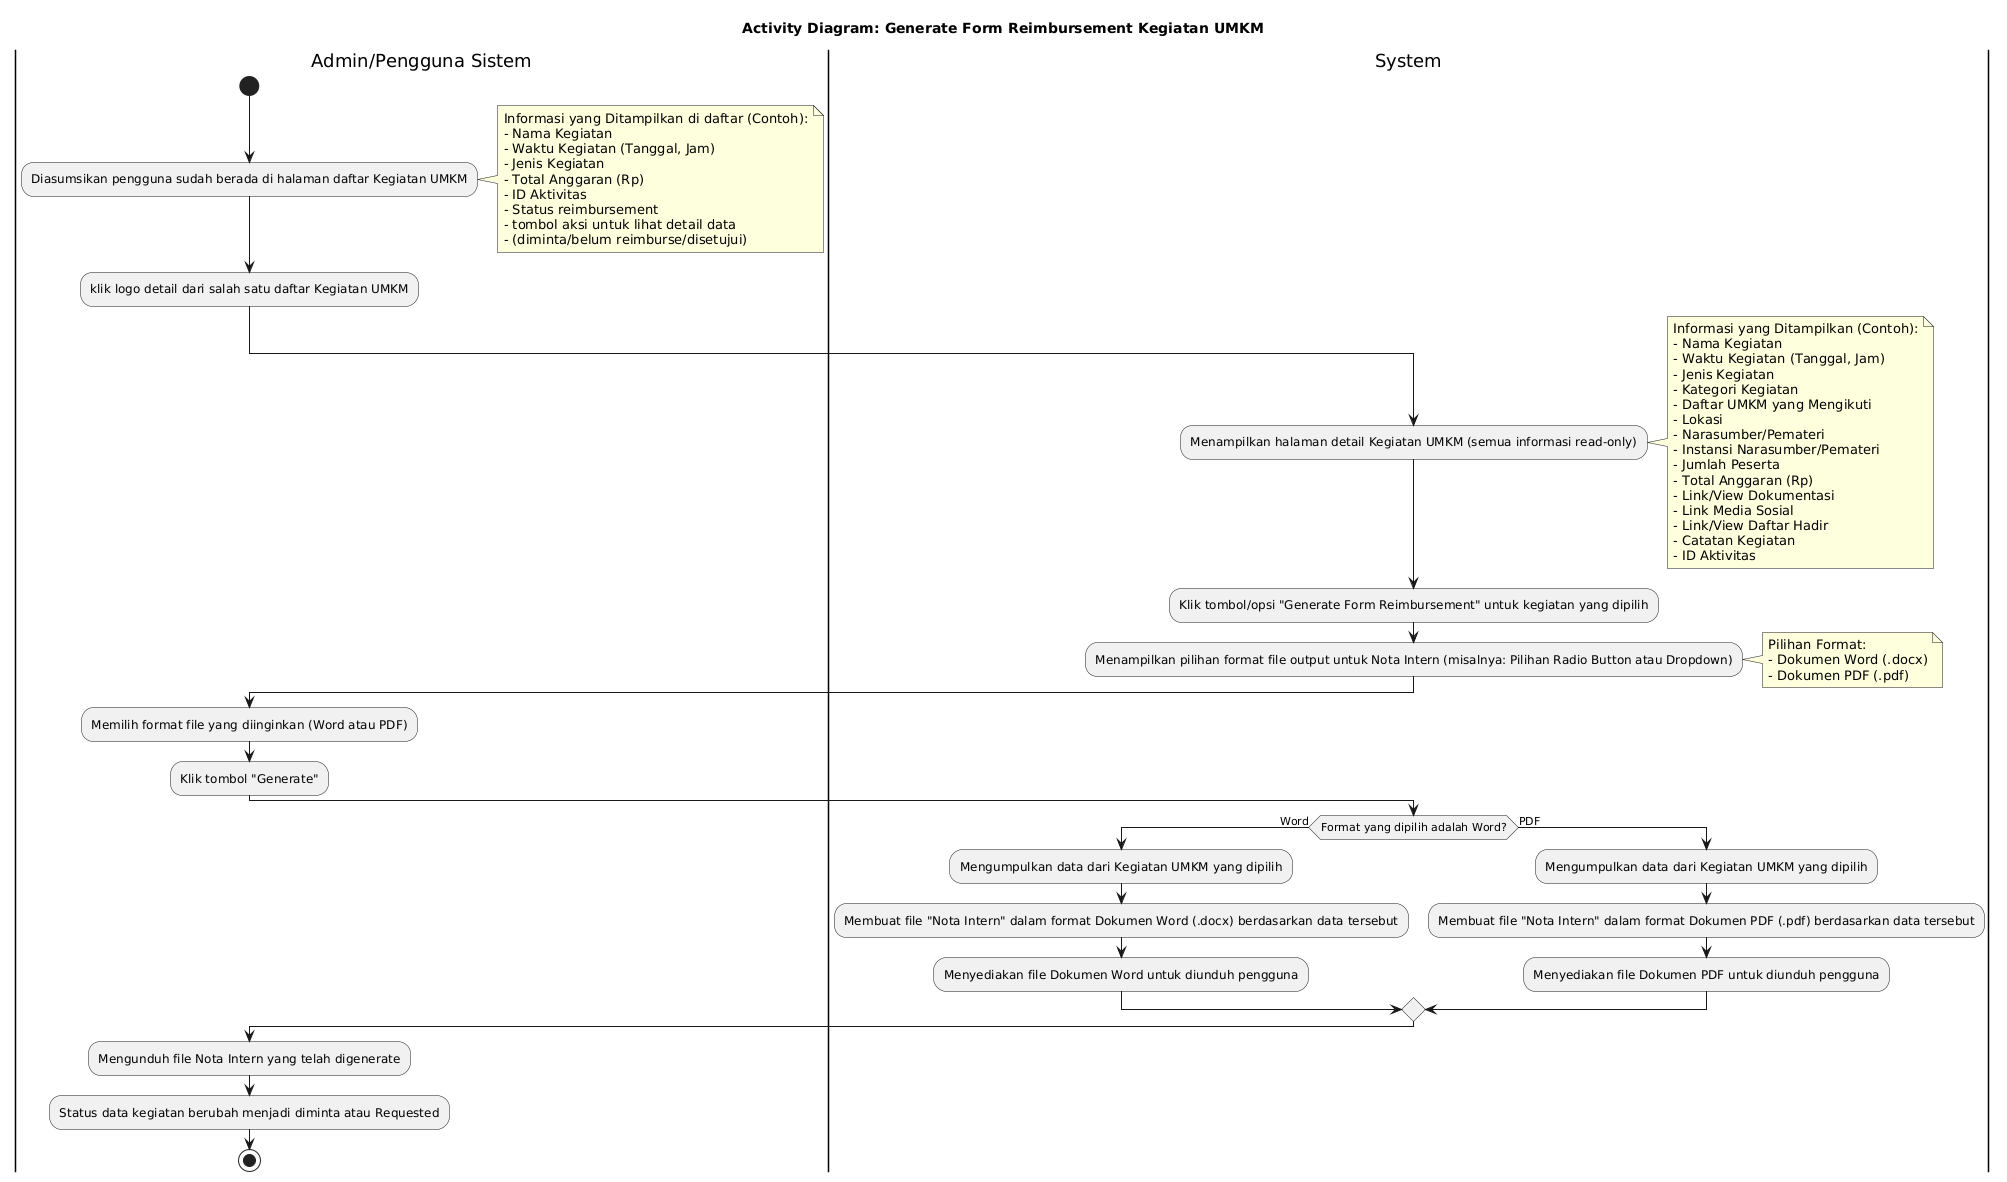 Activity Diagram: Generate Form Reimbursement Kegiatan UMKM
Admin/Pengguna Sistem
System
Informasi yang Ditampilkan di daftar (Contoh):
- Nama Kegiatan
- Waktu Kegiatan (Tanggal, Jam)
- Jenis Kegiatan
- Total Anggaran (Rp)
- ID Aktivitas
- Status reimbursement
- tombol aksi untuk lihat detail data
- (diminta/belum reimburse/disetujui)
Diasumsikan pengguna sudah berada di halaman daftar Kegiatan UMKM
klik logo detail dari salah satu daftar Kegiatan UMKM
Informasi yang Ditampilkan (Contoh):
- Nama Kegiatan
- Waktu Kegiatan (Tanggal, Jam)
- Jenis Kegiatan
- Kategori Kegiatan
- Daftar UMKM yang Mengikuti
- Lokasi
- Narasumber/Pemateri
- Instansi Narasumber/Pemateri
- Jumlah Peserta
- Total Anggaran (Rp)
- Link/View Dokumentasi
- Link Media Sosial
- Link/View Daftar Hadir
- Catatan Kegiatan
- ID Aktivitas
Menampilkan halaman detail Kegiatan UMKM (semua informasi read-only)
Klik tombol/opsi "Generate Form Reimbursement" untuk kegiatan yang dipilih
Menampilkan pilihan format file output untuk Nota Intern (misalnya: Pilihan Radio Button atau Dropdown)
Pilihan Format:
- Dokumen Word (.docx)
- Dokumen PDF (.pdf)
Memilih format file yang diinginkan (Word atau PDF)
Klik tombol "Generate"
Word
Format yang dipilih adalah Word?
PDF
Mengumpulkan data dari Kegiatan UMKM yang dipilih
Mengumpulkan data dari Kegiatan UMKM yang dipilih
Membuat file "Nota Intern" dalam format Dokumen Word (.docx) berdasarkan data tersebut
Membuat file "Nota Intern" dalam format Dokumen PDF (.pdf) berdasarkan data tersebut
Menyediakan file Dokumen Word untuk diunduh pengguna
Menyediakan file Dokumen PDF untuk diunduh pengguna
Mengunduh file Nota Intern yang telah digenerate
Status data kegiatan berubah menjadi diminta atau Requested